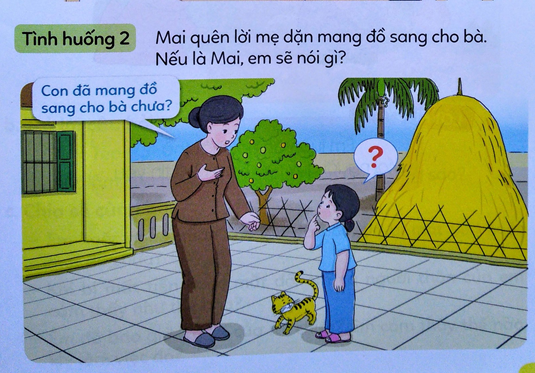 Tình huống 2
Mai quên lời mẹ dặn mang đồ sang cho bà.
Nếu là Mai, em sẽ nói gì?
Con đã mang đồ
sang cho bà chưa?
?